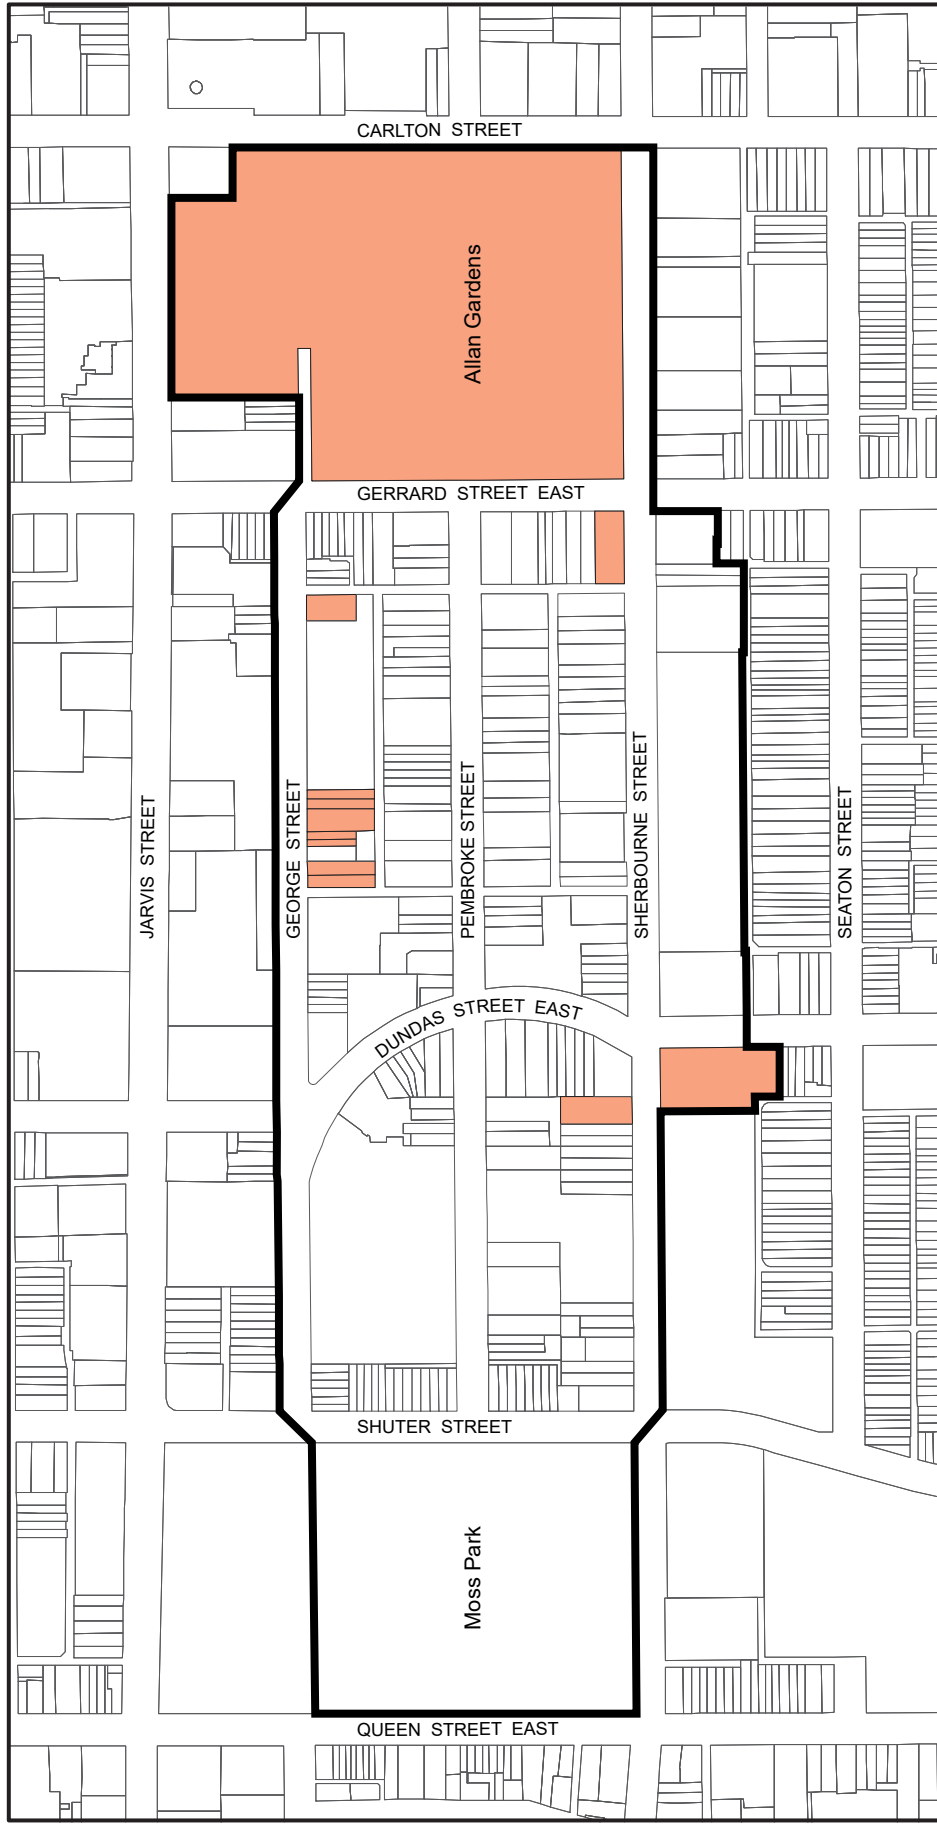 CARLTON STREET
Allan Gardens
GERRARD STREET EAST
JARVIS STREET
GEORGE STREET
PEMBROKE STREET
SHERBOURNE STREET
SEATON STREET
DUNDAS STREET EAST
SHUTER STREET
Moss Park
QUEEN STREET EAST